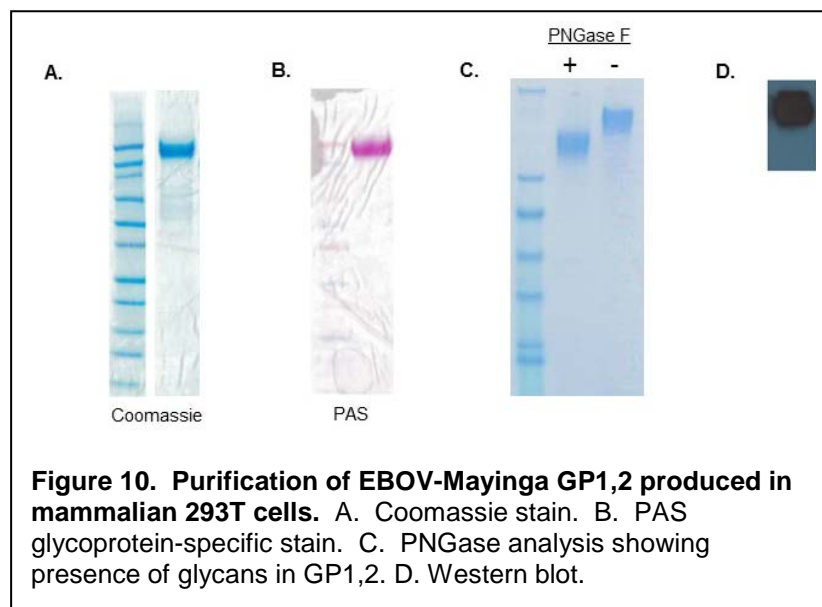 PNGase F
A.
B.
C.
+ -
D.
Coomassie
PAS
Figure 10. Purification of EBOV-Mayinga GP1,2 produced in
mammalian 293T cells. A. Coomassie stain. B. PAS
glycoprotein-specific stain. C. PNGase analysis showing
presence of glycans in GP1,2. D. Western blot.